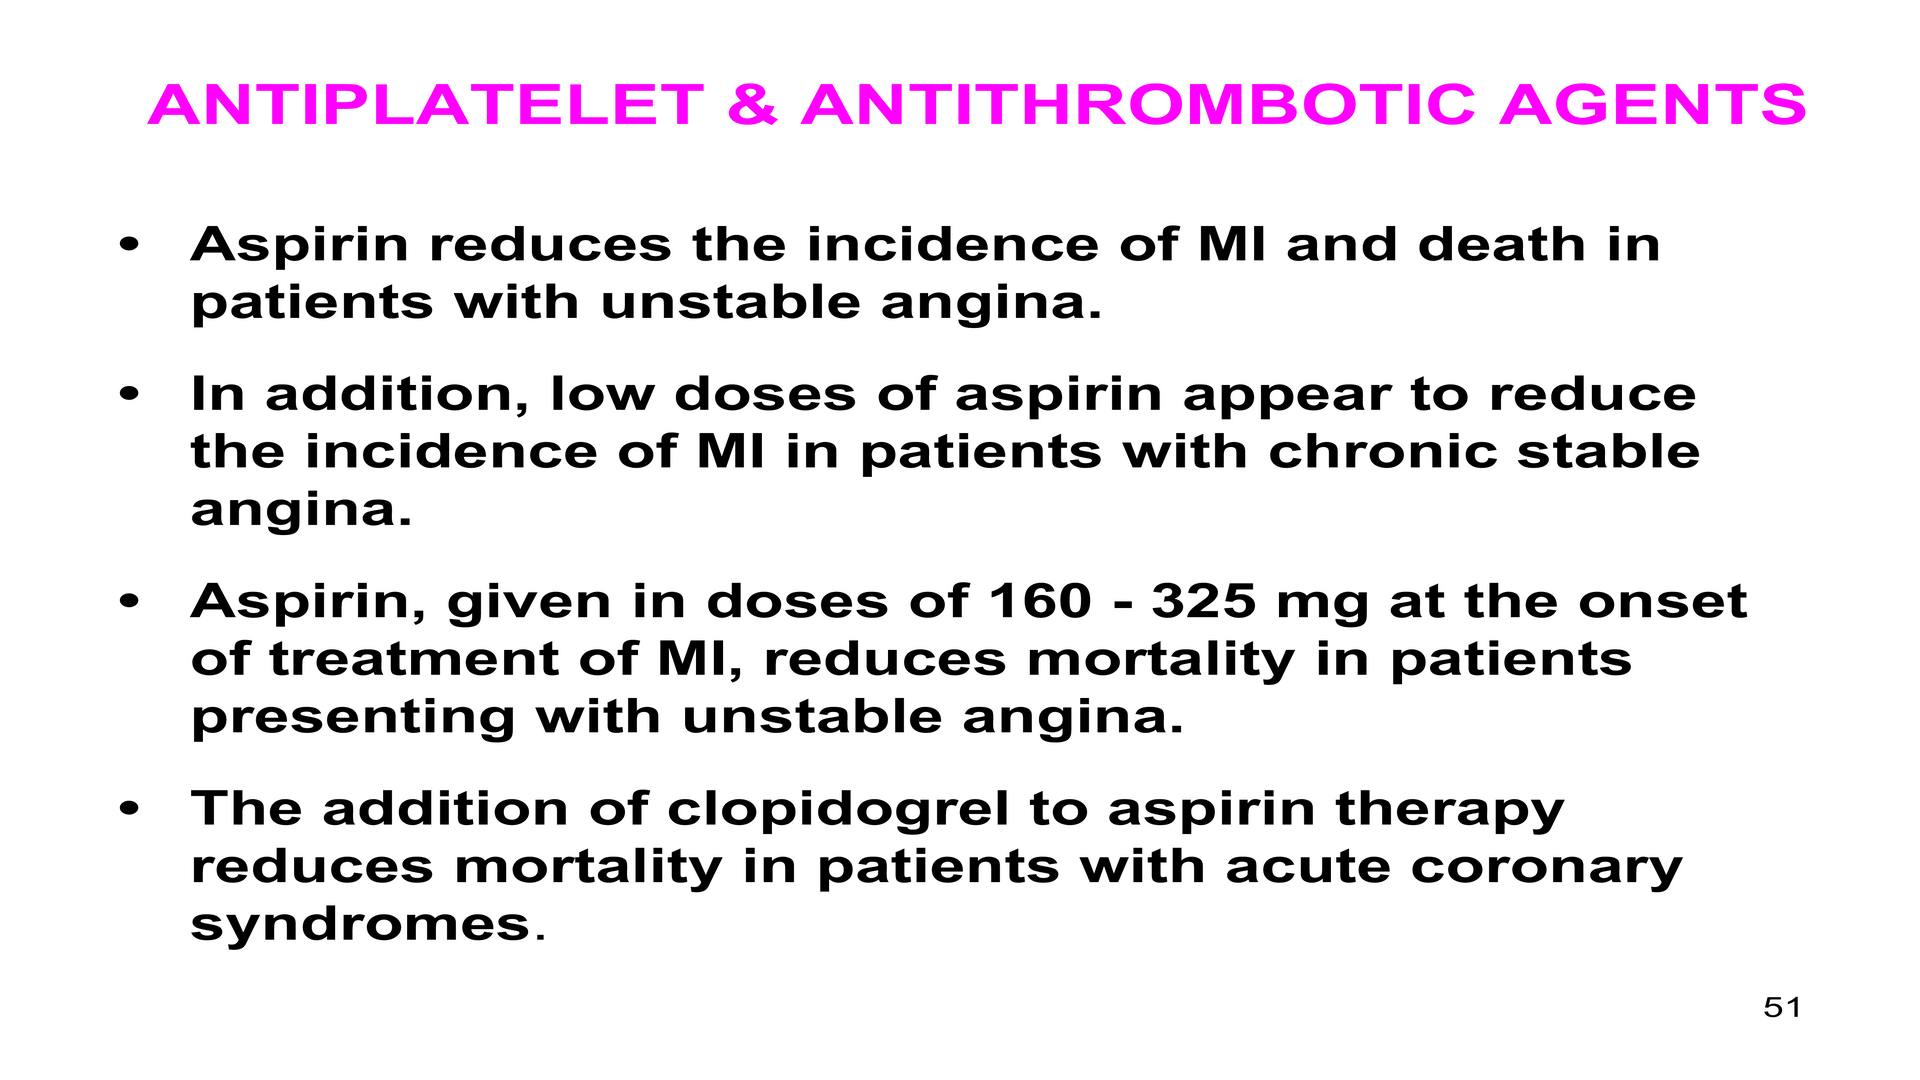 ANTIPLATELET & ANTITHROMBOTIC AGENTS
• Aspirin reduces the incidence of MI and death in
patients with unstable angina.
• In addition, low doses of aspirin appear to reduce
the incidence of MI in patients with chronic stable
angina.
• Aspirin, given in doses of 160 - 325 mg at the onset
of treatment of MI, reduces mortality in patients
presenting with unstable angina.
• The addition of clopidogrel to aspirin therapy
reduces mortality in patients with acute coronary
syndromes.
51